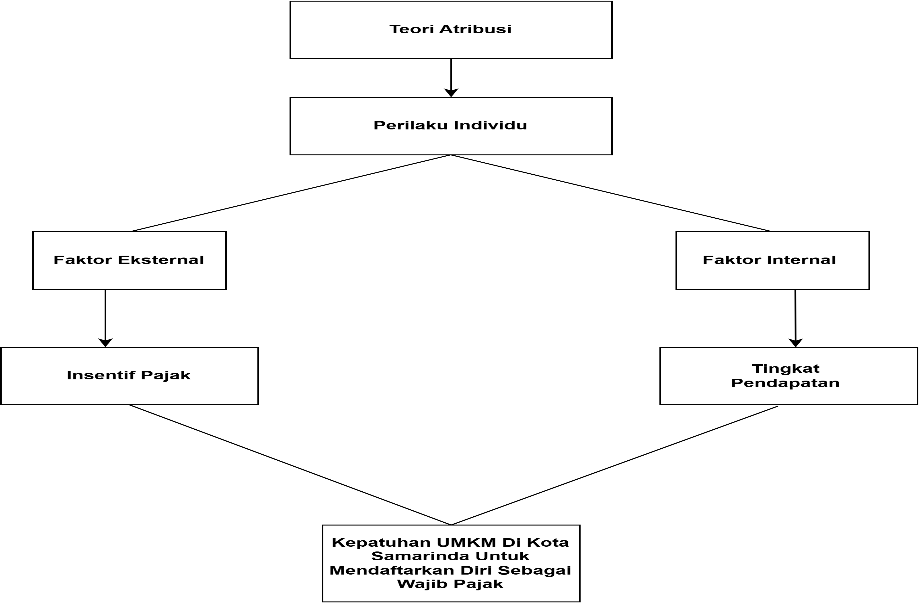 Teori Atribusi
Perilaku Individu
Faktor Eksternal
Faktor Internal
Insentif Pajak
Tingkat
Pendapatan
Kepatuhan UMKM Di Kota
Samarinda Untuk
Mendaftarkan Diri Sebagai
Wajib Pajak